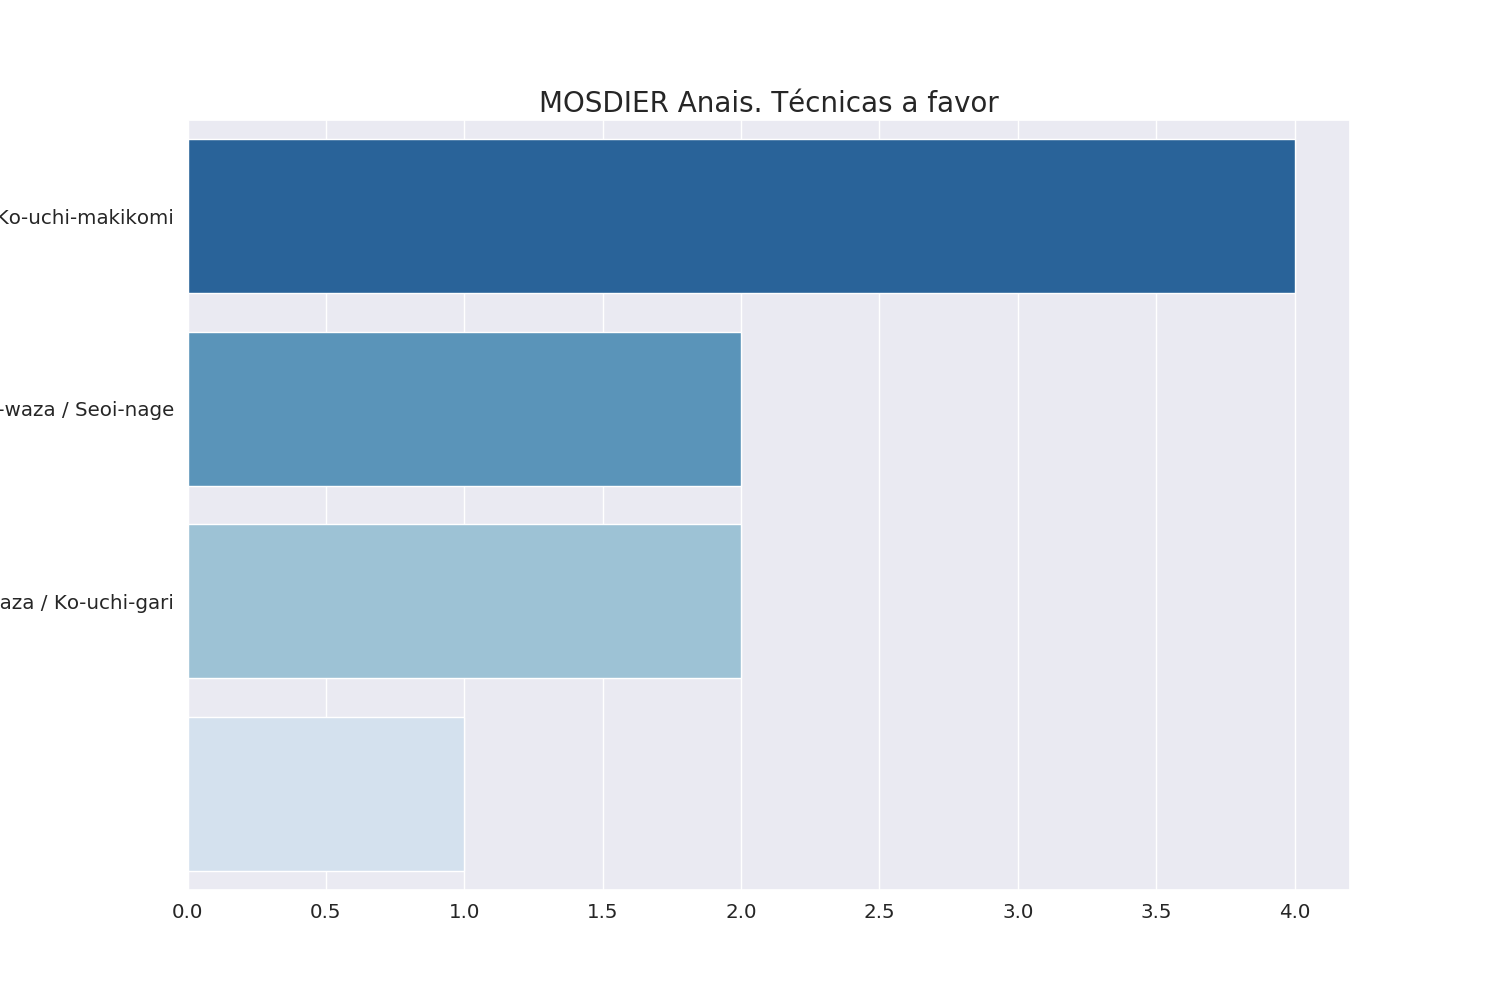 MOSDIER Anais. Técnicas a favor
Ko-uchi-makikomi
-waza / Seoi-nage
aza / Ko-uchi-gari
0.0 0.5 1.0 1.5 2.0 2.5 3.0 3.5 4.0